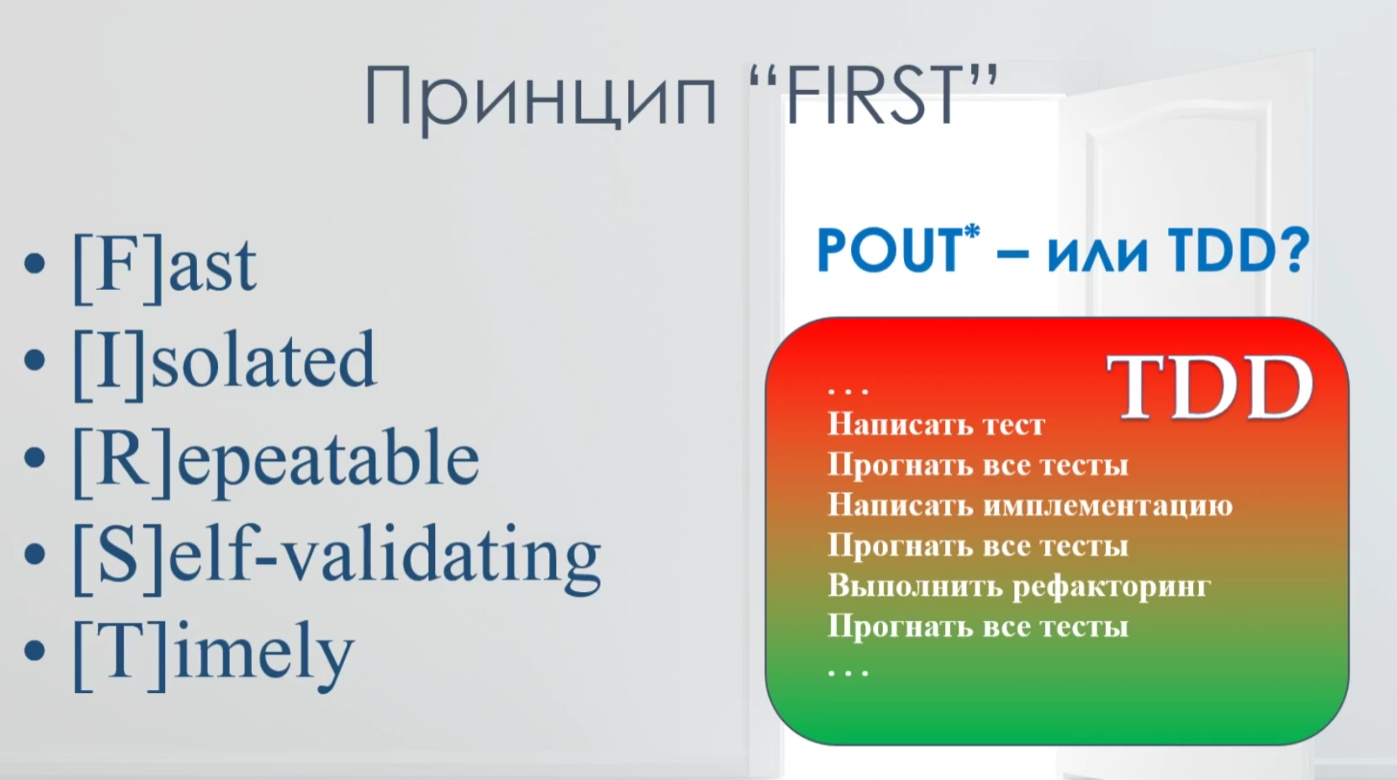 Принцип “FIRST”
• [F]ast
• [I]solated
• [R]epeatable
• [S]elf-validating
• [T]imely
POUT* – или TDD?
TDD
. . .
Написать тест
Прогнать все тесты
Написать имплементацию
Прогнать все тесты
Выполнить рефакторинг
Прогнать все тесты
. . .